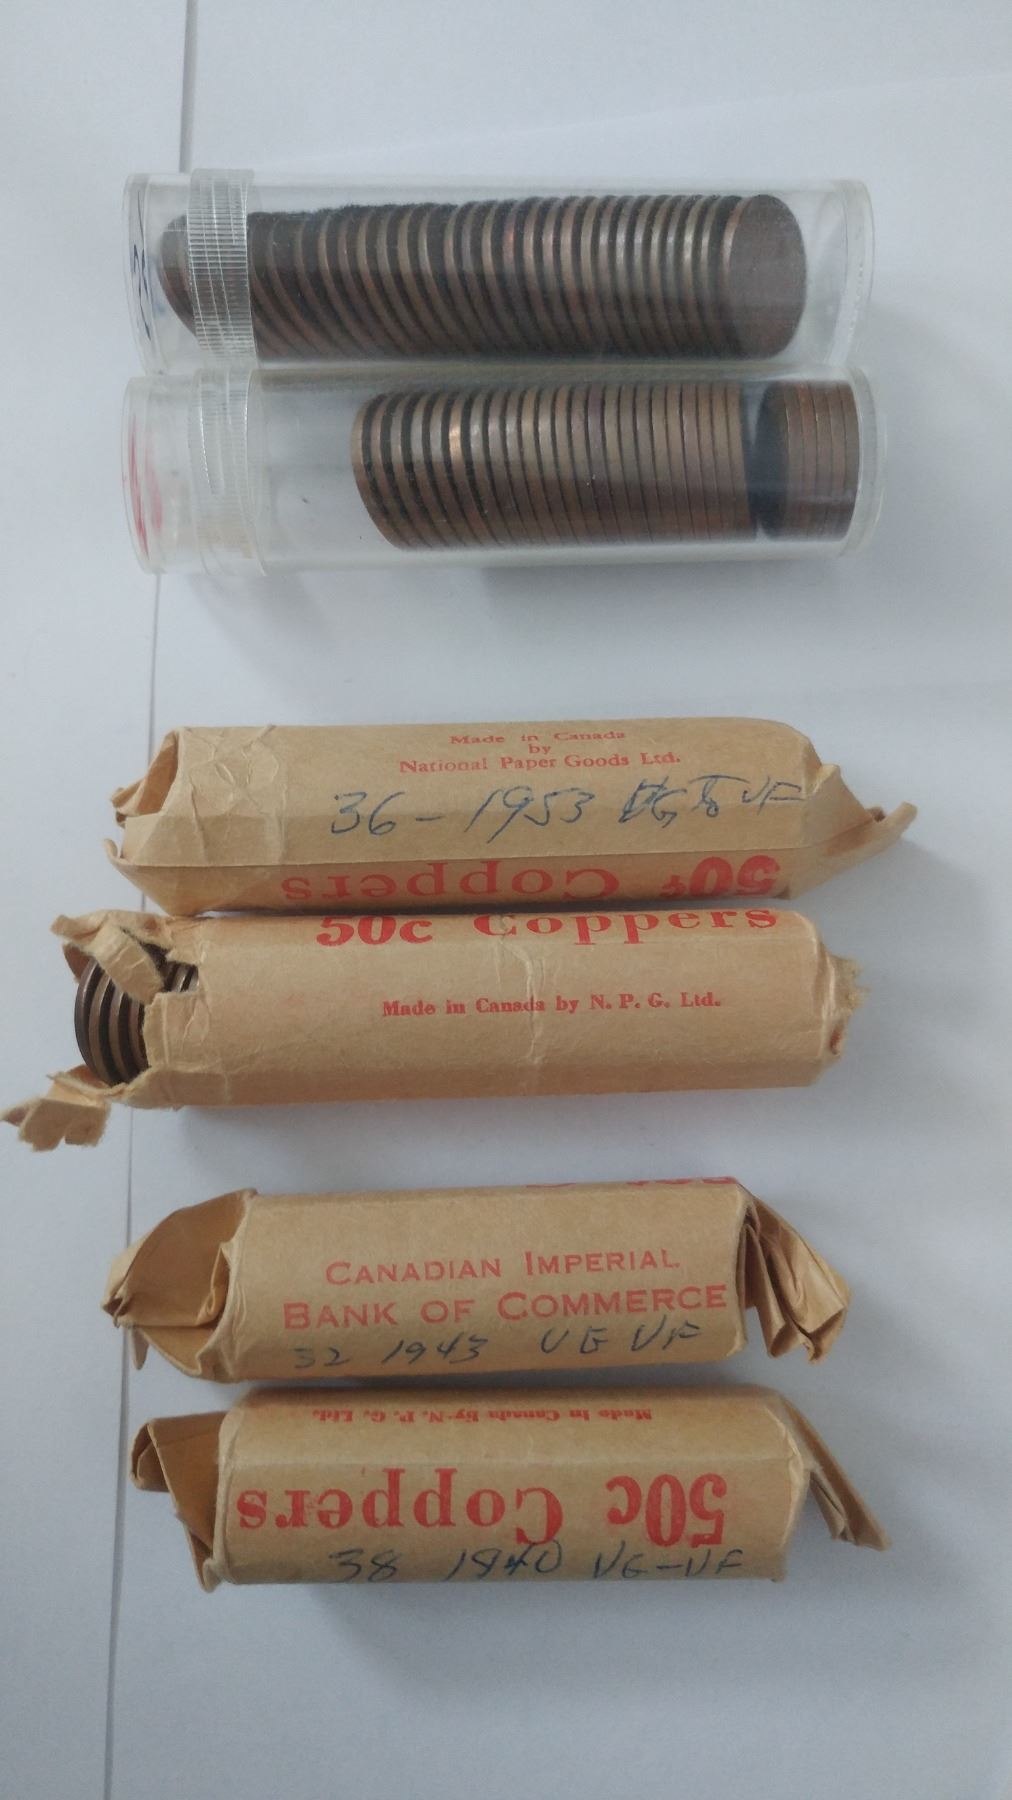 Made in Canada
by
National Paper Goods Ltd.
36 - 1953 VG To VF
50¢ Coppers
50c Coppers
Made in Canada by N. P. G. Ltd.
CANADIAN IMPERIAL
BANK OF COMMERCE
32 1943 VG VF
Made in Canada By N. P. G. Ltd.
50c Coppers
38 1940 VG-VF